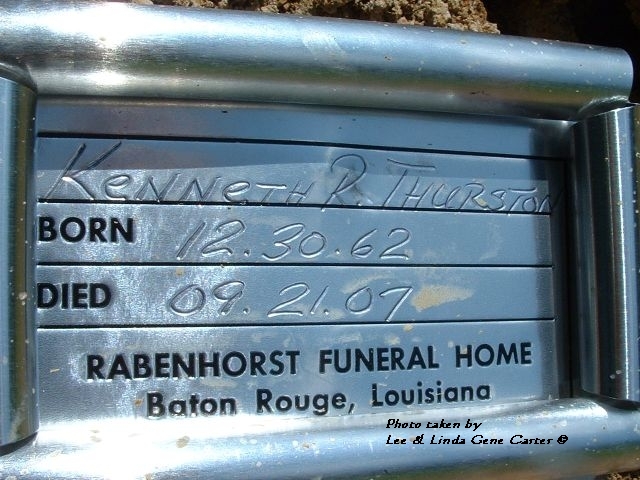 Kenneth R. Thurston
BORN 12.30.62
DIED 09.21.07
RABENHORST FUNERAL HOME
Baton Rouge, Louisiana
Photo taken by
Lee & Linda Gene Carter ©